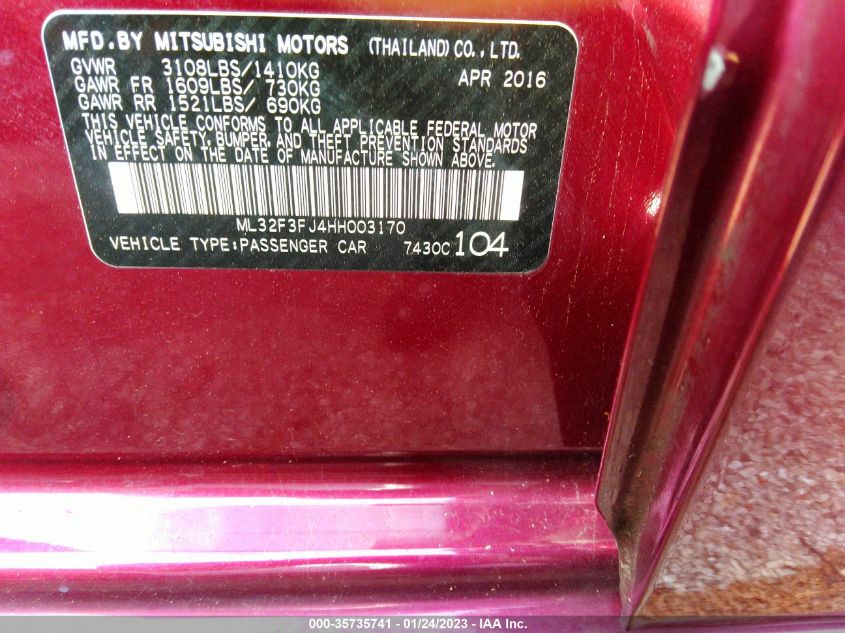 MFD.BY MITSUBISHI MOTORS (THAILAND) CO.,LTD.
GVWR 3108LBS/1410KG APR 2016
GAWR FR 1609LBS/ 730KG
GAWR RR 1521LBS/ 690KG
THIS VEHICLE CONFORMS TO ALL APPLICABLE FEDERAL MOTOR
VEHICLE SAFETY, BUMPER, AND THEFT PREVENTION STANDARDS
IN EFFECT ON THE DATE OF MANUFACTURE SHOWN ABOVE.
ML32F3FJ4HH003170
VEHICLE TYPE:PASSENGER CAR 7430C 104
000-35735741 - 01/24/2023 - IAA Inc.